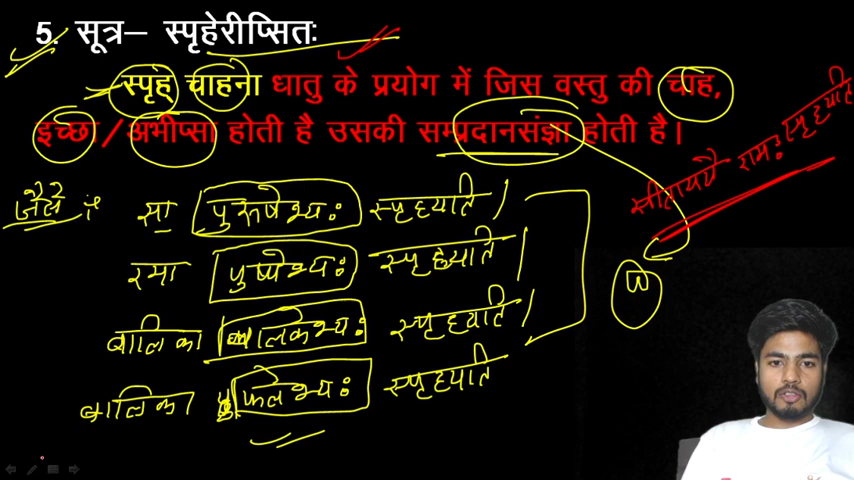 5. सूत्र– स्पृहेरीप्सितः
स्पृह चाहना धातु के प्रयोग में जिस वस्तु की चाह,
इच्छा / अभीप्सा होती है उसकी सम्प्रदानसंज्ञा होती है।
सीतायै रामः स्पृहयति
जैसे :- सा पुरुषेभ्यः स्पृहयति।
रमा पुष्पेभ्यः स्पृहयति।
बालिका बालकेभ्यः स्पृहयति।
बालिका फलेभ्यः स्पृहयति